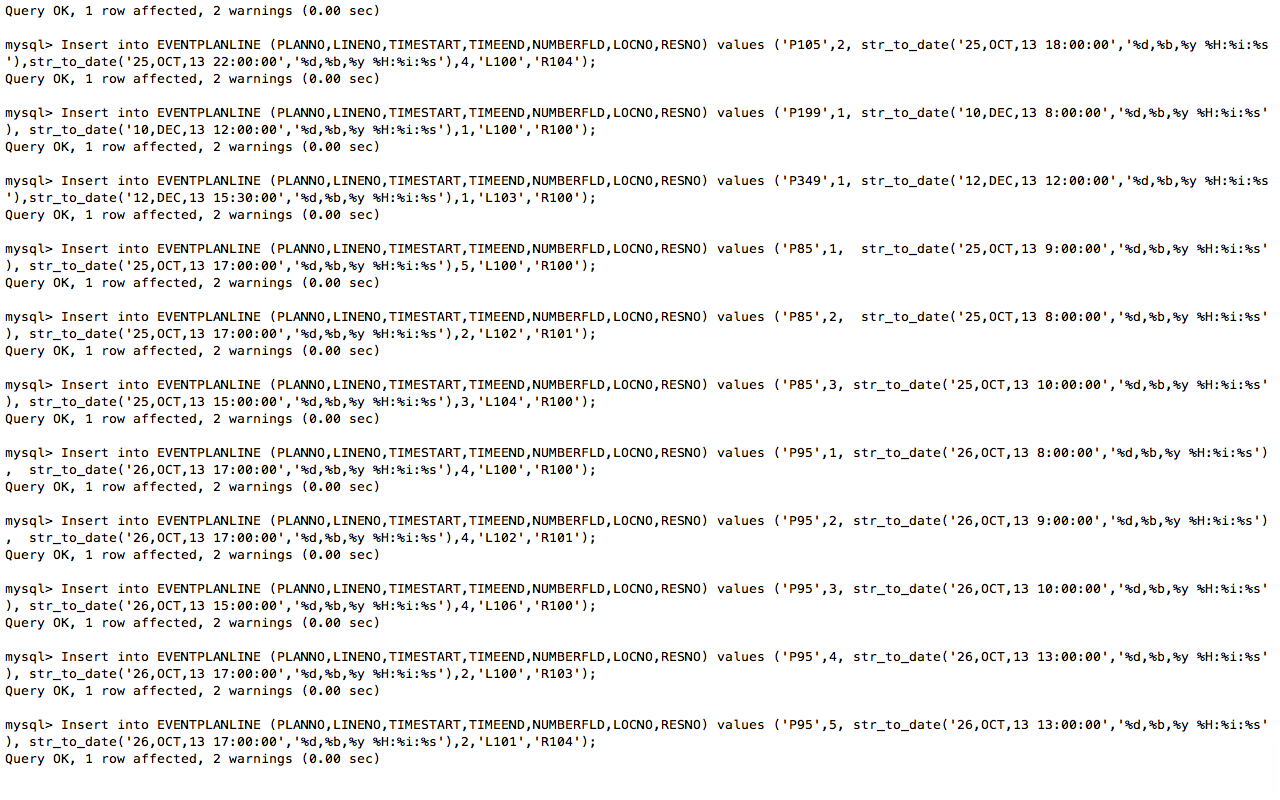 Query OK, 1 row affected, 2 warnings (0.00 sec)
mysql> Insert into EVENTPLANLINE (PLANNO,LINENO,TIMESTART,TIMEEND,NUMBERFLD,LOCNO,RESNO) values ('P105',2, str_to_date('25,OCT,13 18:00:00','%d,%b,%y %H:%i:%s
'),str_to_date('25,OCT,13 22:00:00','%d,%b,%y %H:%i:%s'),4,'L100','R104');
Query OK, 1 row affected, 2 warnings (0.00 sec)
mysql> Insert into EVENTPLANLINE (PLANNO,LINENO,TIMESTART,TIMEEND,NUMBERFLD,LOCNO,RESNO) values ('P199',1, str_to_date('10,DEC,13 8:00:00','%d,%b,%y %H:%i:%s'
), str_to_date('10,DEC,13 12:00:00','%d,%b,%y %H:%i:%s'),1,'L100','R100');
Query OK, 1 row affected, 2 warnings (0.00 sec)
mysql> Insert into EVENTPLANLINE (PLANNO,LINENO,TIMESTART,TIMEEND,NUMBERFLD,LOCNO,RESNO) values ('P349',1, str_to_date('12,DEC,13 12:00:00','%d,%b,%y %H:%i:%s
'),str_to_date('12,DEC,13 15:30:00','%d,%b,%y %H:%i:%s'),1,'L103','R100');
Query OK, 1 row affected, 2 warnings (0.00 sec)
mysql> Insert into EVENTPLANLINE (PLANNO,LINENO,TIMESTART,TIMEEND,NUMBERFLD,LOCNO,RESNO) values ('P85',1,  str_to_date('25,OCT,13 9:00:00','%d,%b,%y %H:%i:%s'
), str_to_date('25,OCT,13 17:00:00','%d,%b,%y %H:%i:%s'),5,'L100','R100');
Query OK, 1 row affected, 2 warnings (0.00 sec)
mysql> Insert into EVENTPLANLINE (PLANNO,LINENO,TIMESTART,TIMEEND,NUMBERFLD,LOCNO,RESNO) values ('P85',2,  str_to_date('25,OCT,13 8:00:00','%d,%b,%y %H:%i:%s'
), str_to_date('25,OCT,13 17:00:00','%d,%b,%y %H:%i:%s'),2,'L102','R101');
Query OK, 1 row affected, 2 warnings (0.00 sec)
mysql> Insert into EVENTPLANLINE (PLANNO,LINENO,TIMESTART,TIMEEND,NUMBERFLD,LOCNO,RESNO) values ('P85',3, str_to_date('25,OCT,13 10:00:00','%d,%b,%y %H:%i:%s'
), str_to_date('25,OCT,13 15:00:00','%d,%b,%y %H:%i:%s'),3,'L104','R100');
Query OK, 1 row affected, 2 warnings (0.00 sec)
mysql> Insert into EVENTPLANLINE (PLANNO,LINENO,TIMESTART,TIMEEND,NUMBERFLD,LOCNO,RESNO) values ('P95',1, str_to_date('26,OCT,13 8:00:00','%d,%b,%y %H:%i:%s')
,  str_to_date('26,OCT,13 17:00:00','%d,%b,%y %H:%i:%s'),4,'L100','R100');
Query OK, 1 row affected, 2 warnings (0.00 sec)
mysql> Insert into EVENTPLANLINE (PLANNO,LINENO,TIMESTART,TIMEEND,NUMBERFLD,LOCNO,RESNO) values ('P95',2, str_to_date('26,OCT,13 9:00:00','%d,%b,%y %H:%i:%s')
,  str_to_date('26,OCT,13 17:00:00','%d,%b,%y %H:%i:%s'),4,'L102','R101');
Query OK, 1 row affected, 2 warnings (0.00 sec)
mysql> Insert into EVENTPLANLINE (PLANNO,LINENO,TIMESTART,TIMEEND,NUMBERFLD,LOCNO,RESNO) values ('P95',3, str_to_date('26,OCT,13 10:00:00','%d,%b,%y %H:%i:%s'
), str_to_date('26,OCT,13 15:00:00','%d,%b,%y %H:%i:%s'),4,'L106','R100');
Query OK, 1 row affected, 2 warnings (0.00 sec)
mysql> Insert into EVENTPLANLINE (PLANNO,LINENO,TIMESTART,TIMEEND,NUMBERFLD,LOCNO,RESNO) values ('P95',4, str_to_date('26,OCT,13 13:00:00','%d,%b,%y %H:%i:%s'
), str_to_date('26,OCT,13 17:00:00','%d,%b,%y %H:%i:%s'),2,'L100','R103');
Query OK, 1 row affected, 2 warnings (0.00 sec)
mysql> Insert into EVENTPLANLINE (PLANNO,LINENO,TIMESTART,TIMEEND,NUMBERFLD,LOCNO,RESNO) values ('P95',5, str_to_date('26,OCT,13 13:00:00','%d,%b,%y %H:%i:%s'
), str_to_date('26,OCT,13 17:00:00','%d,%b,%y %H:%i:%s'),2,'L101','R104');
Query OK, 1 row affected, 2 warnings (0.00 sec)